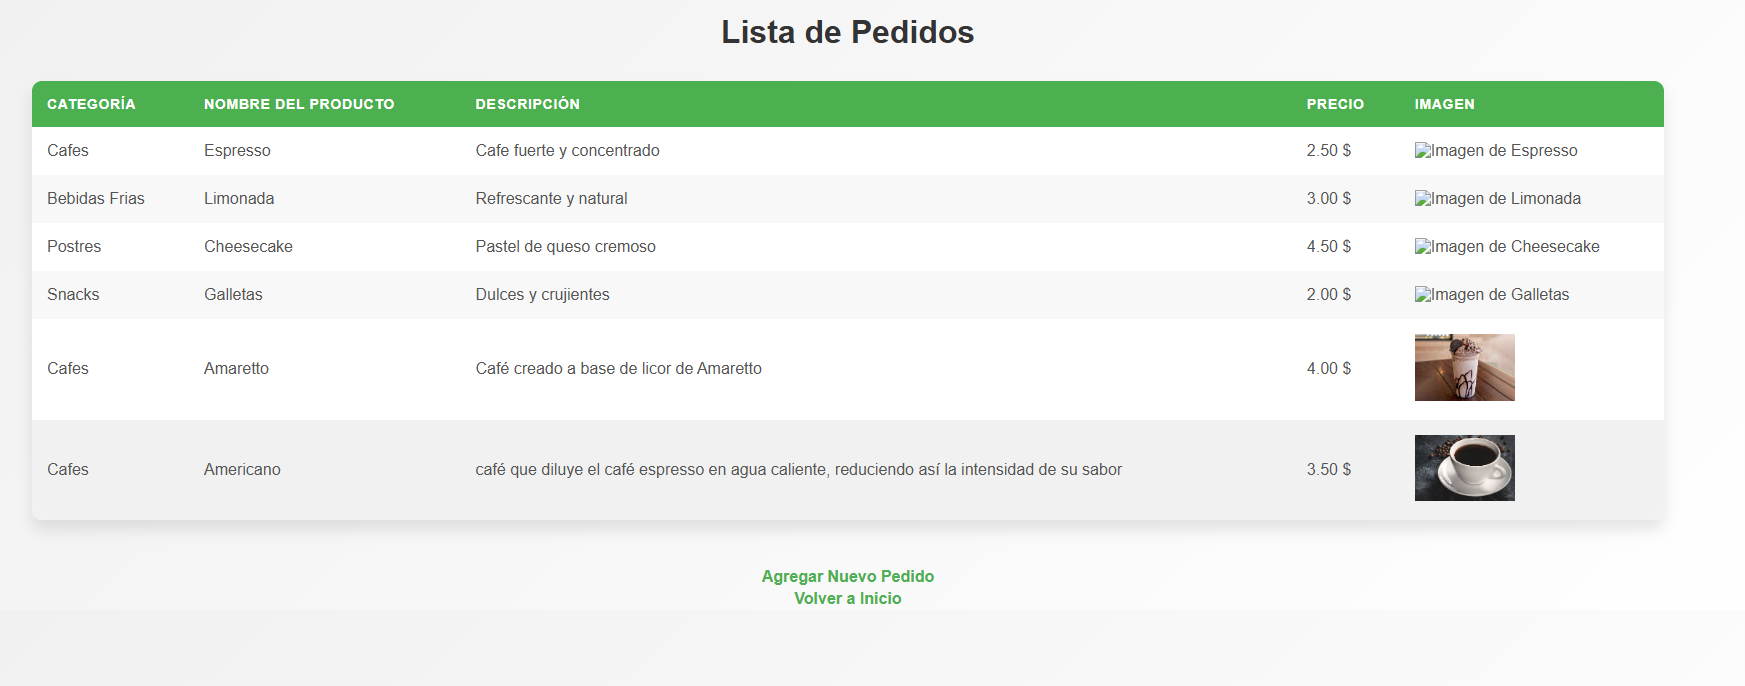 Lista de Pedidos
CATEGORÍA NOMBRE DEL PRODUCTO DESCRIPCIÓN PRECIO IMAGEN
Cafes Espresso Cafe fuerte y concentrado 2.50 $ Imagen de Espresso
Bebidas Frias Limonada Refrescante y natural 3.00 $ Imagen de Limonada
Postres Cheesecake Pastel de queso cremoso 4.50 $ Imagen de Cheesecake
Snacks Galletas Dulces y crujientes 2.00 $ Imagen de Galletas
Cafes Amaretto Café creado a base de licor de Amaretto 4.00 $
Cafes Americano café que diluye el café espresso en agua caliente, reduciendo así la intensidad de su sabor 3.50 $
Agregar Nuevo Pedido
Volver a Inicio